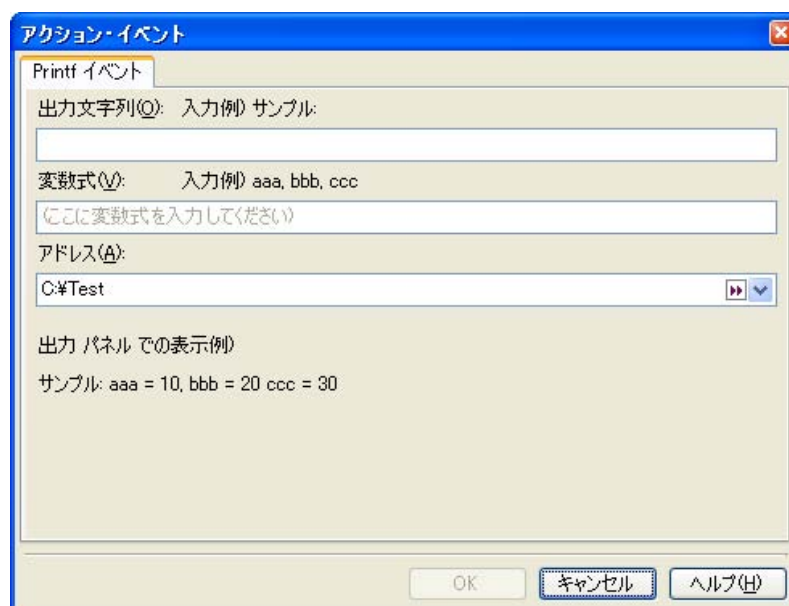 アクション・イベント
Printf イベント
出力文字列(O): 入力例) サンプル:
変数式(V): 入力例) aaa, bbb, ccc
(ここに変数式を入力してください)
アドレス(A):
C:¥Test
出力 パネル での表示例)
サンプル: aaa = 10, bbb = 20 ccc = 30
OK キャンセル ヘルプ(H)